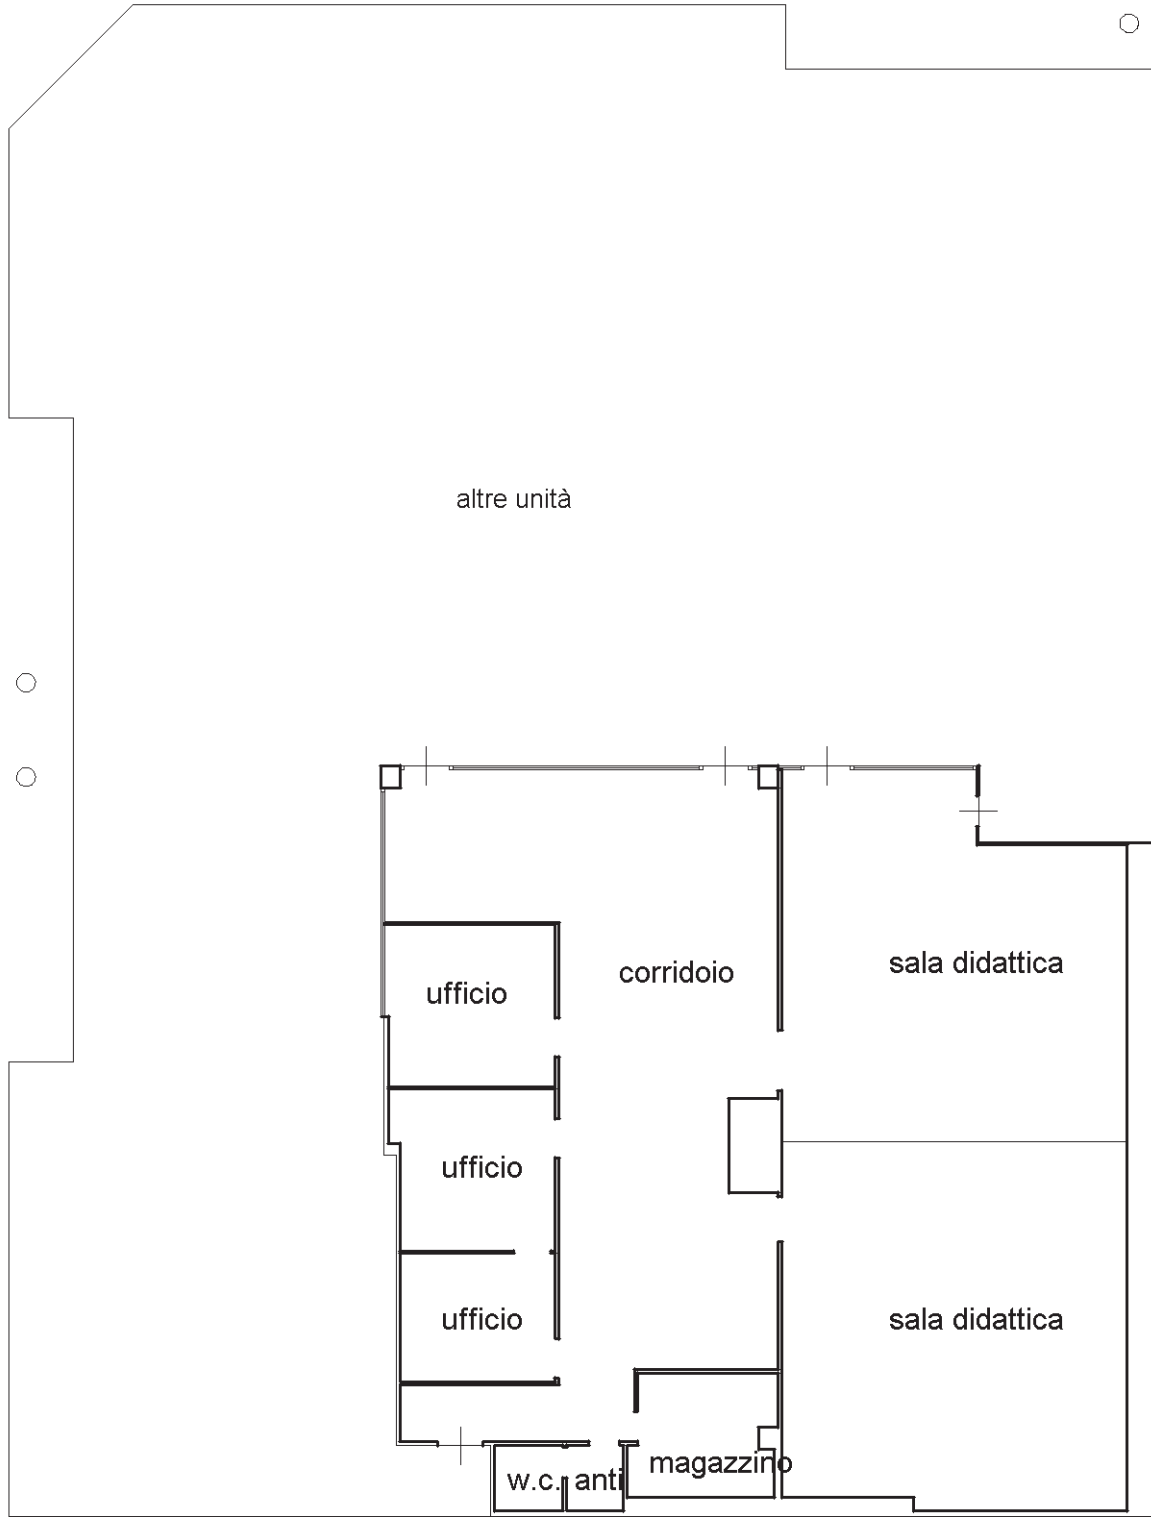 altre unità
sala didattica
corridoio
ufficio
ufficio
ufficio
sala didattica
magazzino
w.c. anti